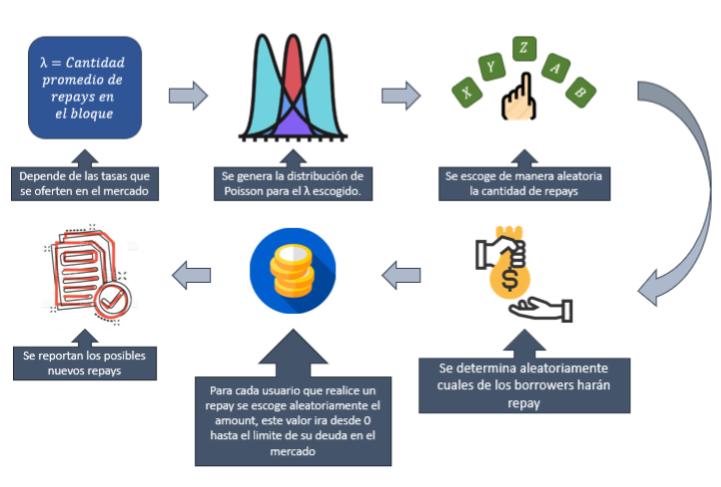 λ = Cantidad
promedio de
repays en
el bloque
X
Y
Z
A
B
Depende de las tasas que
se oferten en el mercado
Se genera la distribución de
Poisson para el λ escogido.
Se escoge de manera aleatoria
la cantidad de repays
$
Se reportan los posibles
nuevos repays
Para cada usuario que realice un
repay se escoge aleatoriamente el
amount, este valor ira desde 0
hasta el limite de su deuda en el
mercado
Se determina aleatoriamente
cuales de los borrowers harán
repay